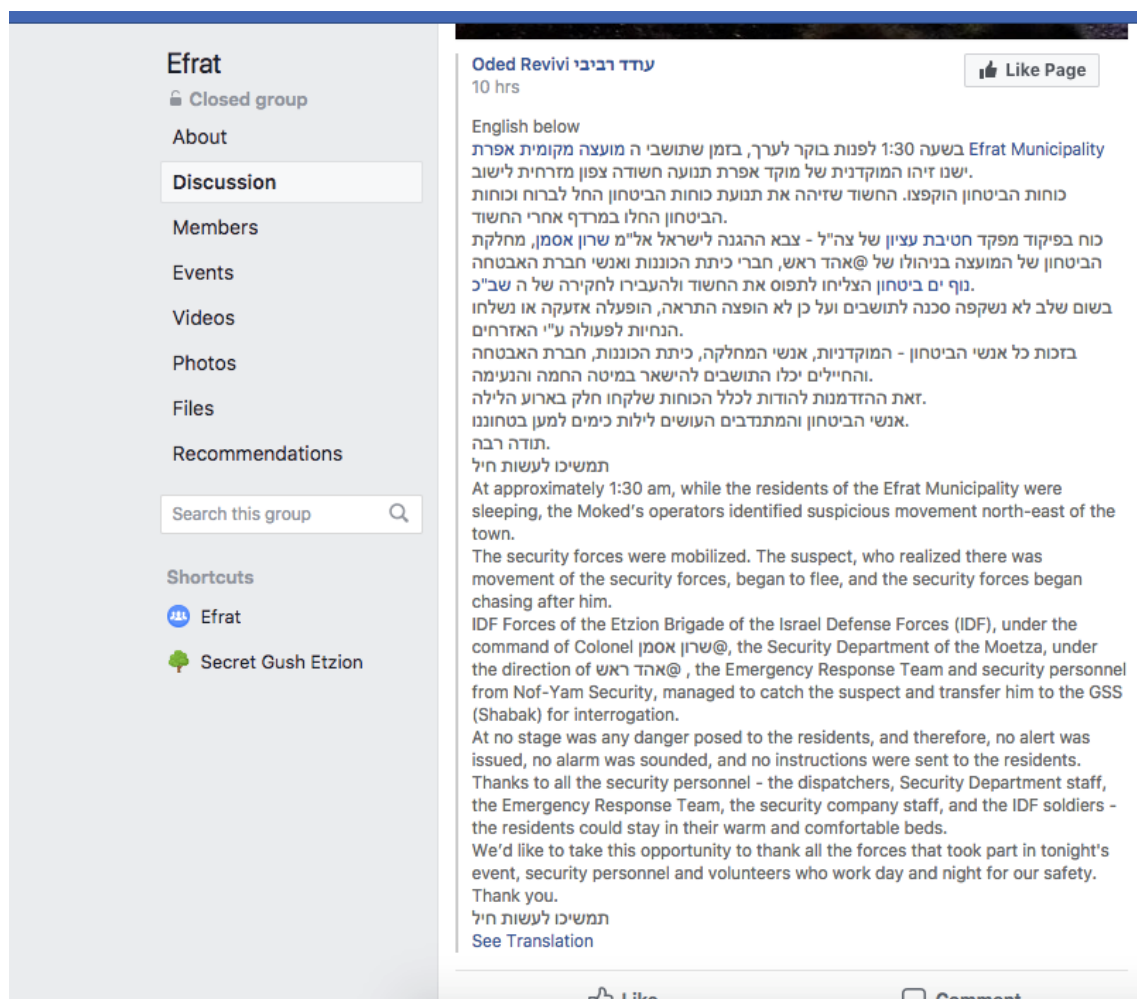 Efrat
Closed group
About
Discussion
Members
Events
Videos
Photos
Files
Recommendations
Search this group
Shortcuts
Efrat
Secret Gush Etzion
Oded Revivi עודד רביבי
Like Page
10 hrs
English below
בשעה 1:30 לפנות בוקר לערך, בזמן שתושבי ה מועצה מקומית אפרת Efrat Municipality
ישנו זיהו המוקדנית של מוקד אפרת תנועה חשודה צפון מזרחית לישוב.
כוחות הביטחון הוקפצו. החשוד שזיהה את תנועת כוחות הביטחון החל לברוח וכוחות
הביטחון החלו במרדף אחרי החשוד.
כוח בפיקוד מפקד חטיבת עציון של צה"ל - צבא ההגנה לישראל אל"מ שרון אסמן, מחלקת
הביטחון של המועצה בניהולו של @אהד ראש, חברי כיתת הכוננות ואנשי חברת האבטחה
נוף ים ביטחון הצליחו לתפוס את החשוד ולהעבירו לחקירה של ה שב"כ.
בשום שלב לא נשקפה סכנה לתושבים ועל כן לא הופצה התראה, הופעלה אזעקה או נשלחו
הנחיות לפעולה ע"י האזרחים.
בזכות כל אנשי הביטחון - המוקדניות, אנשי המחלקה, כיתת הכוננות, חברת האבטחה
והחיילים יכלו התושבים להישאר במיטה החמה והנעימה.
זאת ההזדמנות להודות לכלל הכוחות שלקחו חלק בארוע הלילה.
אנשי הביטחון והמתנדבים העושים לילות כימים למען בטחוננו.
תודה רבה.
תמשיכו לעשות חיל
At approximately 1:30 am, while the residents of the Efrat Municipality were
sleeping, the Moked's operators identified suspicious movement north-east of the
town.
The security forces were mobilized. The suspect, who realized there was
movement of the security forces, began to flee, and the security forces began
chasing after him.
IDF Forces of the Etzion Brigade of the Israel Defense Forces (IDF), under the
command of Colonel @שרון אסמן, the Security Department of the Moetza, under
the direction of @אהד ראש , the Emergency Response Team and security personnel
from Nof-Yam Security, managed to catch the suspect and transfer him to the GSS
(Shabak) for interrogation.
At no stage was any danger posed to the residents, and therefore, no alert was
issued, no alarm was sounded, and no instructions were sent to the residents.
Thanks to all the security personnel - the dispatchers, Security Department staff,
the Emergency Response Team, the security company staff, and the IDF soldiers -
the residents could stay in their warm and comfortable beds.
We'd like to take this opportunity to thank all the forces that took part in tonight's
event, security personnel and volunteers who work day and night for our safety.
Thank you.
תמשיכו לעשות חיל
See Translation
Like
Comment